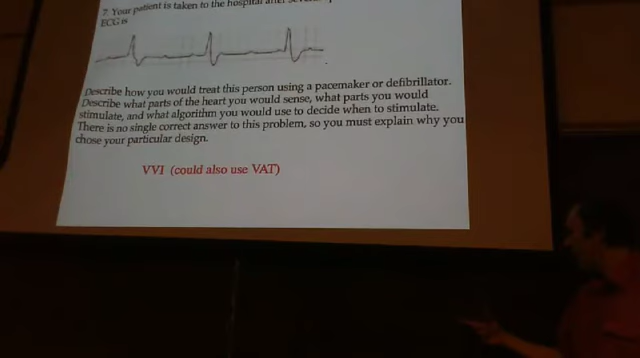 7. Your patient is taken to the hospital after
ECG is
Describe how you would treat this person using a pacemaker or defibrillator.
Describe what parts of the heart you would sense, what parts you would
stimulate, and what algorithm you would use to decide when to stimulate.
There is no single correct answer to this problem, so you must explain why you
chose your particular design.
VVI (could also use VAT)